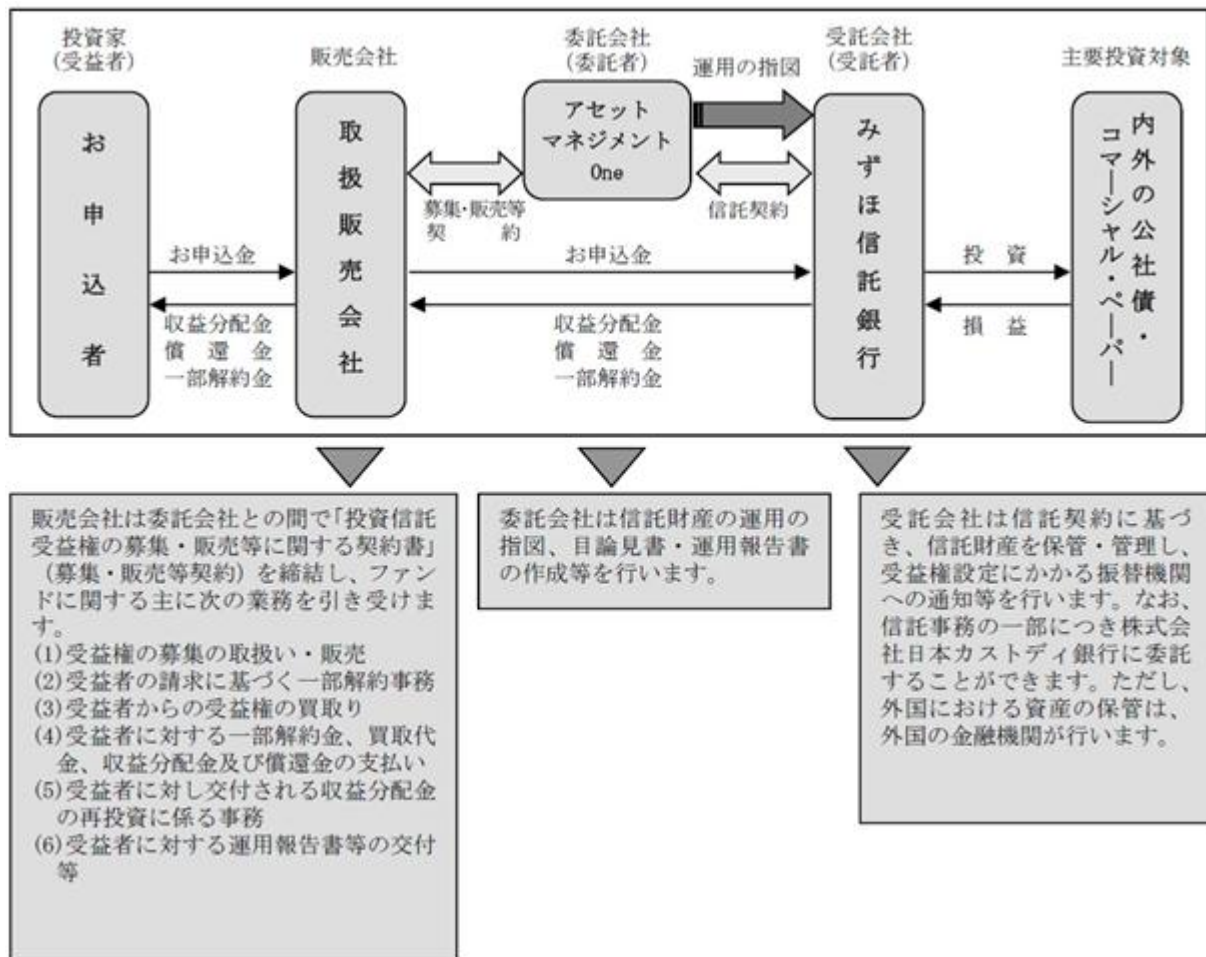 投資家
(受益者)
販売会社
委託会社
(委託者)
運用の指図
受託会社
(受託者)
主要投資対象
お申込者
取扱販売会社
アセット
マネジメント
One
みずほ信託銀行
内外の公社債・
コマーシャル・ペーパー
募集・販売等
契約
信託契約
お申込金
お申込金
投資
収益分配金
償還金
一部解約金
収益分配金
償還金
一部解約金
損益
販売会社は委託会社との間で「投資信託
受益権の募集・販売等に関する契約書」
(募集・販売等契約)を締結し、ファン
ドに関する主に次の業務を引き受けま
す。
(1)受益権の募集の取扱い・販売
(2)受益者の請求に基づく一部解約事務
(3)受益者からの受益権の買取り
(4)受益者に対する一部解約金、買取代
金、収益分配金及び償還金の支払い
(5)受益者に対し交付される収益分配金
の再投資に係る事務
(6)受益者に対する運用報告書等の交付
等
委託会社は信託財産の運用の
指図、目論見書・運用報告書
の作成等を行います。
受託会社は信託契約に基づ
き、信託財産を保管・管理し、
受益権設定にかかる振替機関
への通知等を行います。なお、
信託事務の一部につき株式会
社日本カストディ銀行に委託
することができます。ただし、
外国における資産の保管は、
外国の金融機関が行います。